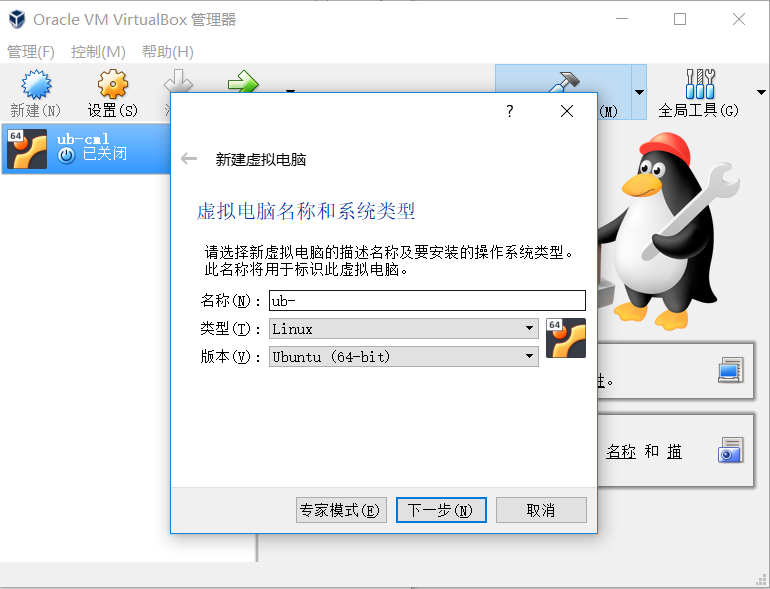 Oracle VM VirtualBox 管理器
管理(F) 控制(M) 帮助(H)
新建(N) 设置(S) (M) 全局工具(G)
64 ub-cml
已关闭
?
新建虚拟电脑
虚拟电脑名称和系统类型
请选择新虚拟电脑的描述名称及要安装的操作系统类型。
此名称将用于标识此虚拟电脑。
名称(N): ub-
类型(T): Linux
64
版本(V): Ubuntu (64-bit)
性。
名称 和 描
专家模式(E) 下一步(N) 取消